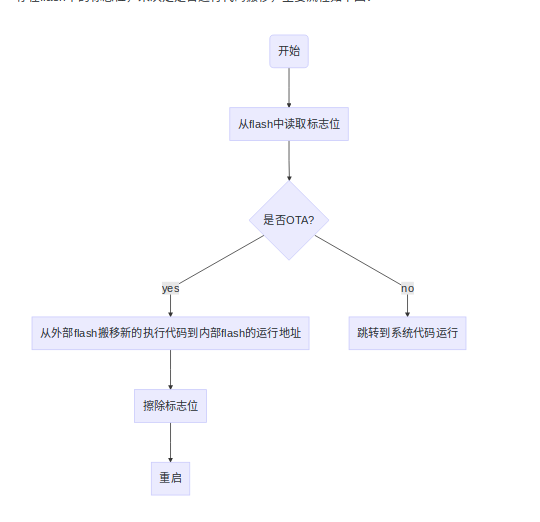 开始
从flash中读取标志位
是否OTA?
yes
no
从外部flash搬移新的执行代码到内部flash的运行地址
跳转到系统代码运行
擦除标志位
重启